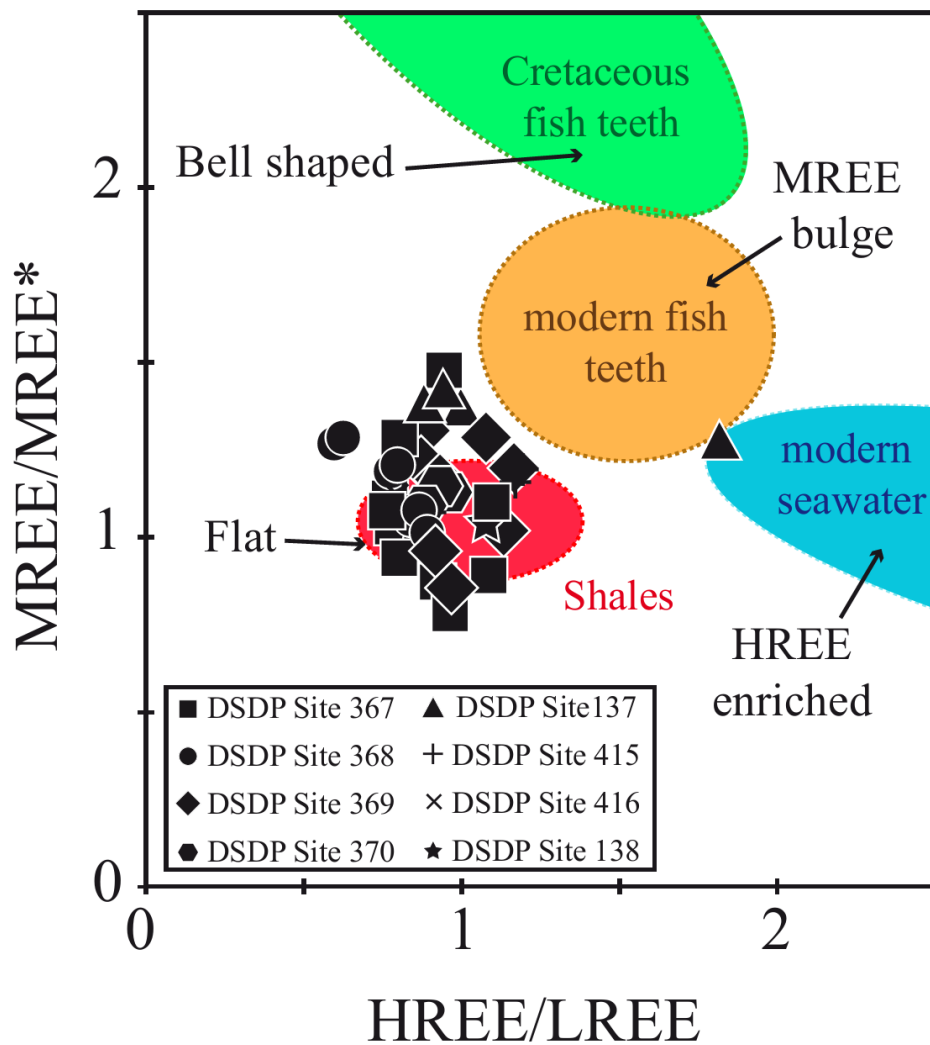 Cretaceous
fish teeth
Bell shaped
MREE
bulge
modern fish
teeth
modern
seawater
Flat
Shales
HREE
enriched
MREE/MREE*
2
1
0
DSDP Site 367
DSDP Site137
DSDP Site 368
DSDP Site 415
DSDP Site 369
DSDP Site 416
DSDP Site 370
DSDP Site 138
0
1
2
HREE/LREE